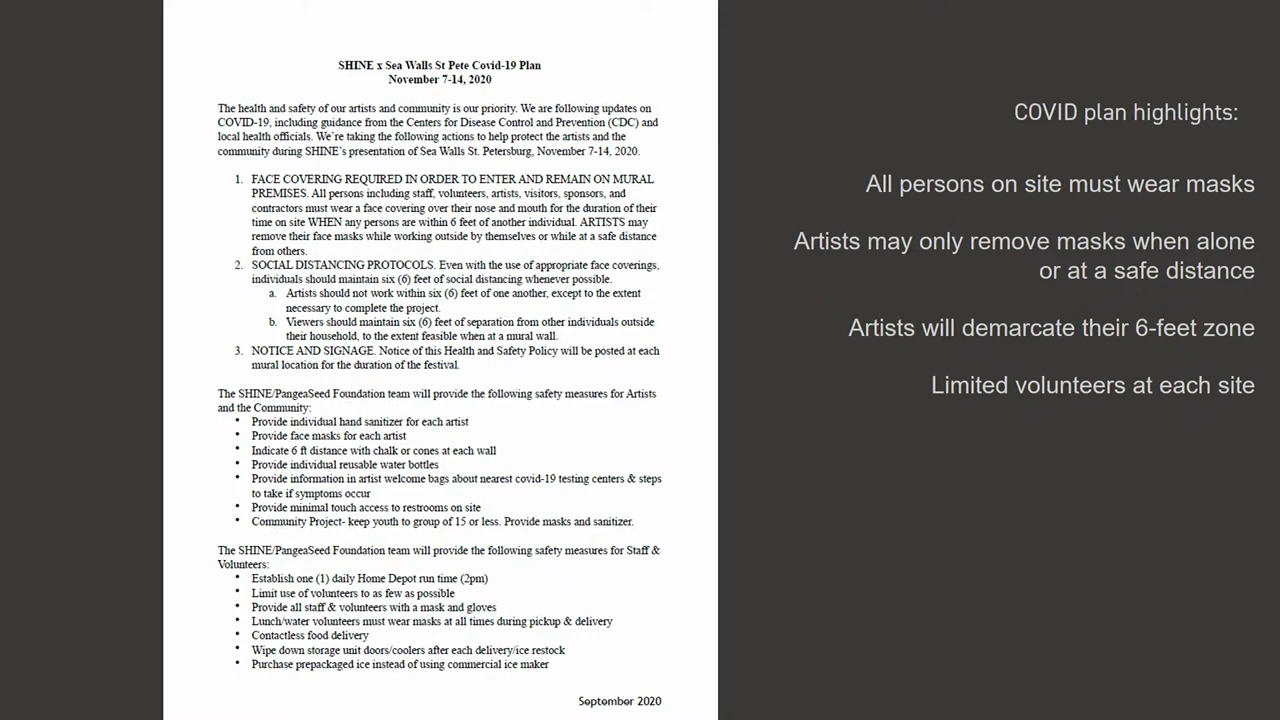 SHINE x Sea Walls St Pete Covid-19 Plan
November 7-14, 2020
The health and safety of our artists and community is our priority. We are following updates on
COVID-19, including guidance from the Centers for Disease Control and Prevention (CDC) and
local health officials. We're taking the following actions to help protect the artists and the
community during SHINE's presentation of Sea Walls St. Petersburg, November 7-14, 2020.
1. FACE COVERING REQUIRED IN ORDER TO ENTER AND REMAIN ON MURAL
PREMISES. All persons including staff, volunteers, artists, visitors, sponsors, and
contractors must wear a face covering over their nose and mouth for the duration of their
time on site WHEN any persons are within 6 feet of another individual. ARTISTS may
remove their face masks while working outside by themselves or while at a safe distance
from others.
2. SOCIAL DISTANCING PROTOCOLS. Even with the use of appropriate face coverings,
individuals should maintain six (6) feet of social distancing whenever possible.
a. Artists should not work within six (6) feet of one another, except to the extent
necessary to complete the project.
b. Viewers should maintain six (6) feet of separation from other individuals outside
their household, to the extent feasible when at a mural wall.
3. NOTICE AND SIGNAGE. Notice of this Health and Safety Policy will be posted at each
mural location for the duration of the festival.
The SHINE/PangeaSeed Foundation team will provide the following safety measures for Artists
and the Community:
• Provide individual hand sanitizer for each artist
• Provide face masks for each artist
• Indicate 6 ft distance with chalk or cones at each wall
• Provide individual reusable water bottles
• Provide information in artist welcome bags about nearest covid-19 testing centers & steps
to take if symptoms occur
• Provide minimal touch access to restrooms on site
• Community Project- keep youth to group of 15 or less. Provide masks and sanitizer.
The SHINE/PangeaSeed Foundation team will provide the following safety measures for Staff &
Volunteers:
• Establish one (1) daily Home Depot run time (2pm)
• Limit use of volunteers to as few as possible
• Provide all staff & volunteers with a mask and gloves
• Lunch/water volunteers must wear masks at all times during pickup & delivery
• Contactless food delivery
• Wipe down storage unit doors/coolers after each delivery/ice restock
• Purchase prepackaged ice instead of using commercial ice maker
September 2020
COVID plan highlights:
All persons on site must wear masks
Artists may only remove masks when alone
or at a safe distance
Artists will demarcate their 6-feet zone
Limited volunteers at each site